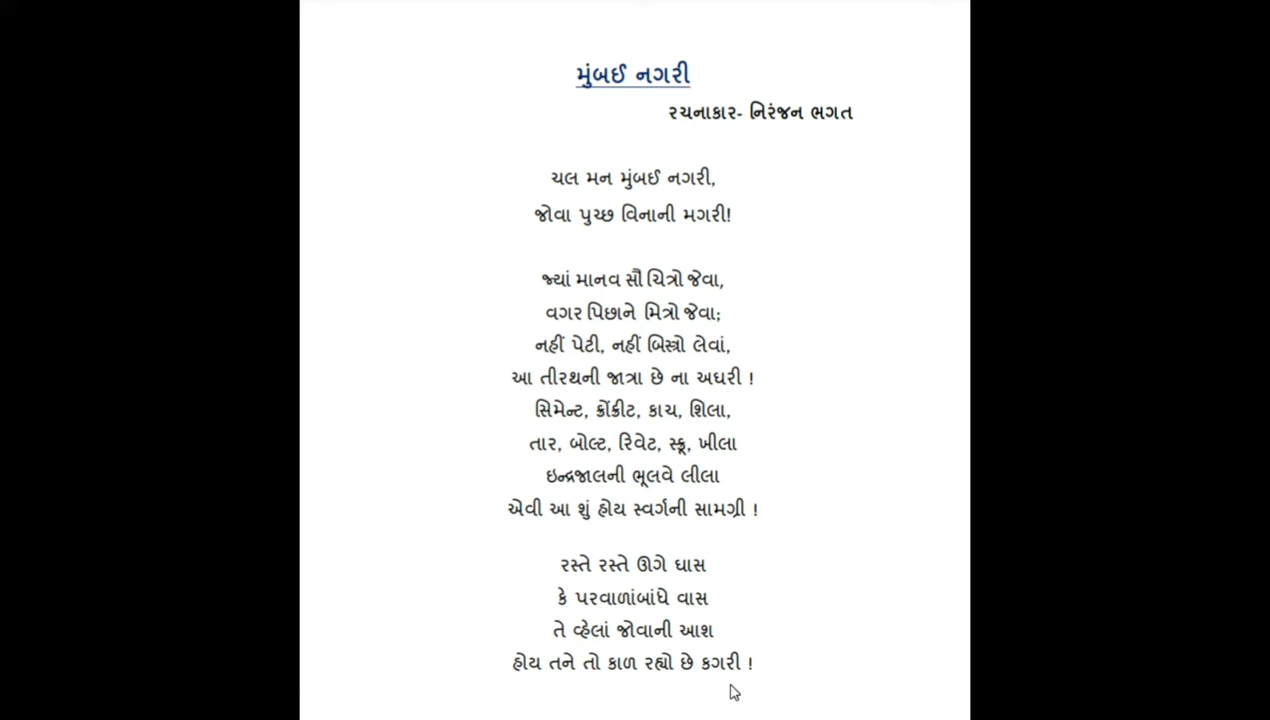 મુંબઈ નગરી
રચનાકાર- નિરંજન ભગત
ચલ મન મુંબઈ નગરી,
જોવા પુચ્છ વિનાની મગરી!
જ્યાં માનવ સૌ ચિત્રો જેવા,
વગર પિછાને મિત્રો જેવા;
નહીં પેટી, નહીં બિસ્ત્રો લેવાં,
આ તીરથની જાત્રા છે ના અઘરી !
સિમેન્ટ, ક્રોંક્રીટ, કાચ, શિલા,
તાર, બોલ્ટ, રિવેટ, સ્ક્રૂ, ખીલા
ઇન્દ્રજાલની ભૂલવે લીલા
એવી આ શું હોય સ્વર્ગની સામગ્રી !
રસ્તે રસ્તે ઊગે ઘાસ
કે પરવાળાંબાંધે વાસ
તે વ્હેલાં જોવાની આશ
હોય તને તો કાળ રહ્યો છે કગરી !